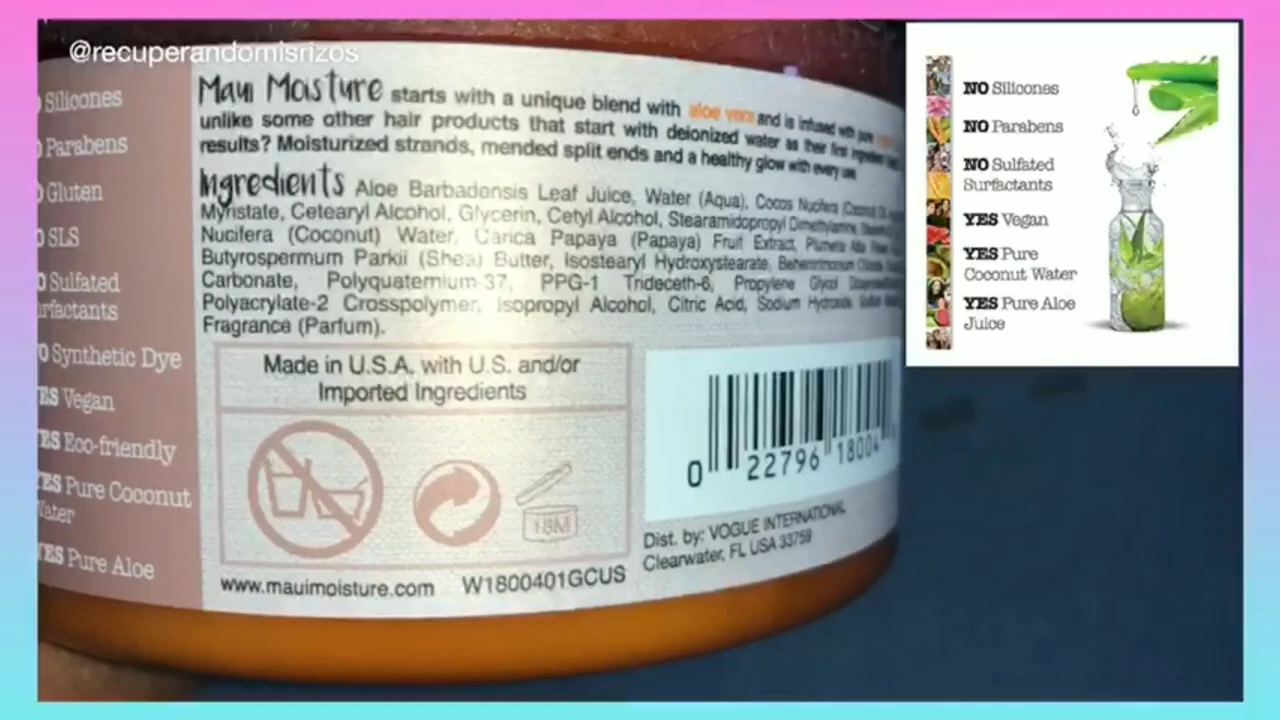 @recuperandomisrizos
Silicones
Parabens
Gluten
SLS
Sulfated
Synthetic Dye
Vegan
Eco-friendly
Pure Coconut
Pure Aloe
Maui Moisture starts with a unique blend with aloe vera and is infused with pure
unlike some other hair products that start with deionized water as their first ingredient
results? Moisturized strands, mended split ends and a healthy glow with every use.
Ingredients Aloe Barbadensis Leaf Juice, Water (Aqua), Cocos Nucifera (Coconut) Oil,
Myristate, Cetearyl Alcohol, Glycerin, Cetyl Alcohol, Stearamidopropyl Dimethylamine,
Nucifera (Coconut) Water, Carica Papaya (Papaya) Fruit Extract, Plumeria Alba
Butyrospermum Parkii (Shea) Butter, Isostearyl Hydroxystearate, Behentrimonium Chloride,
Carbonate, Polyquaternium-37, PPG-1 Trideceth-6, Propylene Glycol
Polyacrylate-2 Crosspolymer, Isopropyl Alcohol, Citric Acid, Sodium Hydroxide,
Fragrance (Parfum).
Made in U.S.A. with U.S. and/or
Imported Ingredients
18M
0 22796 18004
Dist. by: VOGUE INTERNATIONAL
Clearwater, FL USA 33759
www.mauimoisture.com W1800401GCUS
NO Silicones
NO Parabens
NO Sulfated
Surfactants
YES Vegan
YES Pure
Coconut Water
YES Pure Aloe
Juice